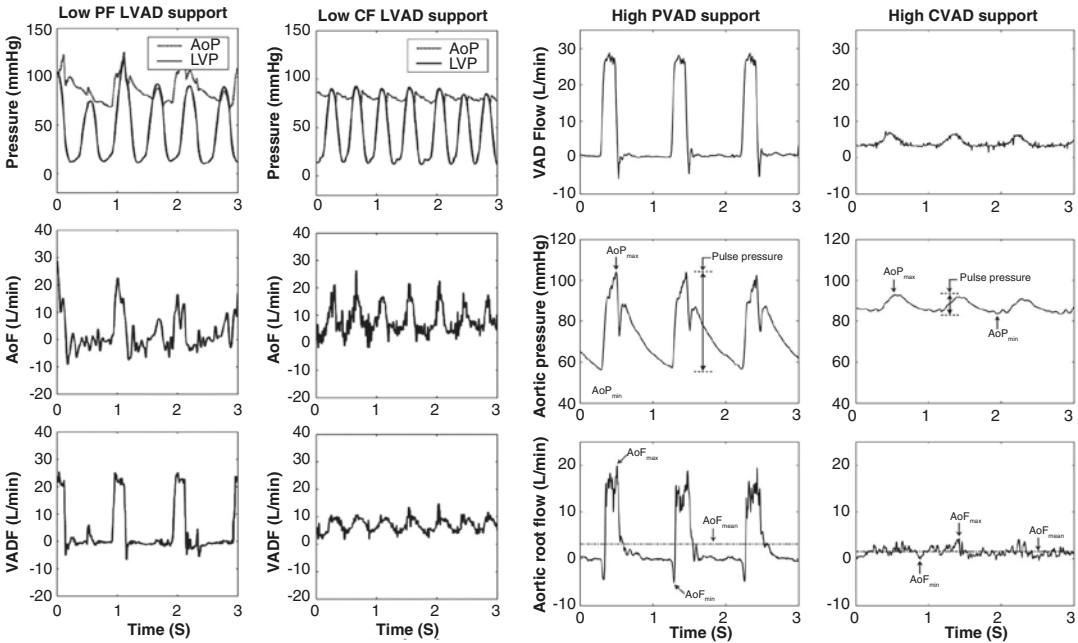 Low PF LVAD support
Low CF LVAD support
High PVAD support
High CVAD support
Pressure (mmHg)
150
100
50
0
AoP
LVP
0 1 2 3
Pressure (mmHg)
150
100
50
0
AoP
LVP
0 1 2 3
VAD Flow (L/min)
30
20
10
0
-10
0 1 2 3
30
20
10
0
-10
0 1 2 3
AoF (L/min)
40
30
20
10
0
-10
-20
0 1 2 3
AoF (L/min)
40
30
20
10
0
-10
-20
0 1 2 3
Aortic pressure (mmHg)
120
100
80
60
40
AoPmax
Pulse pressure
AoPmin
0 1 2 3
120
100
80
60
40
AoPmax
Pulse pressure
AoPmin
0 1 2 3
VADF (L/min)
40
30
20
10
0
-10
-20
0 1 2 3
Time (S)
VADF (L/min)
40
30
20
10
0
-10
-20
0 1 2 3
Time (S)
Aortic root flow (L/min)
20
10
0
-10
AoFmax
AoFmean
AoFmin
0 1 2 3
Time (S)
20
10
0
-10
AoFmax
AoFmean
AoFmin
0 1 2 3
Time (S)